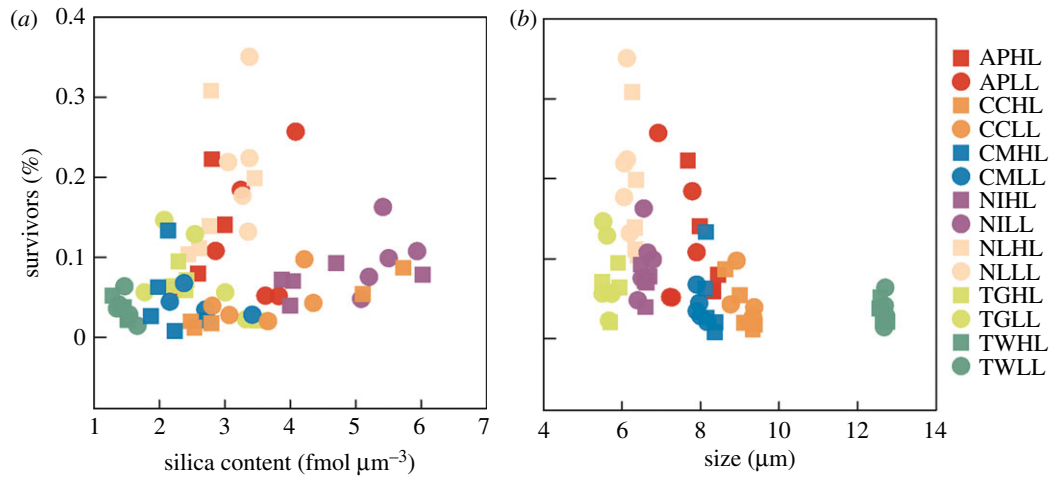 (a)
0.4
0.3
0.2
0.1
0
survivors (%)
1 2 3 4 5 6 7
silica content (fmol µm⁻³)
(b)
4 6 8 10 12 14
size (µm)
APHL
APLL
CCHL
CCLL
CMHL
CMLL
NIHL
NILL
NLHL
NLLL
TGHL
TGLL
TWHL
TWLL